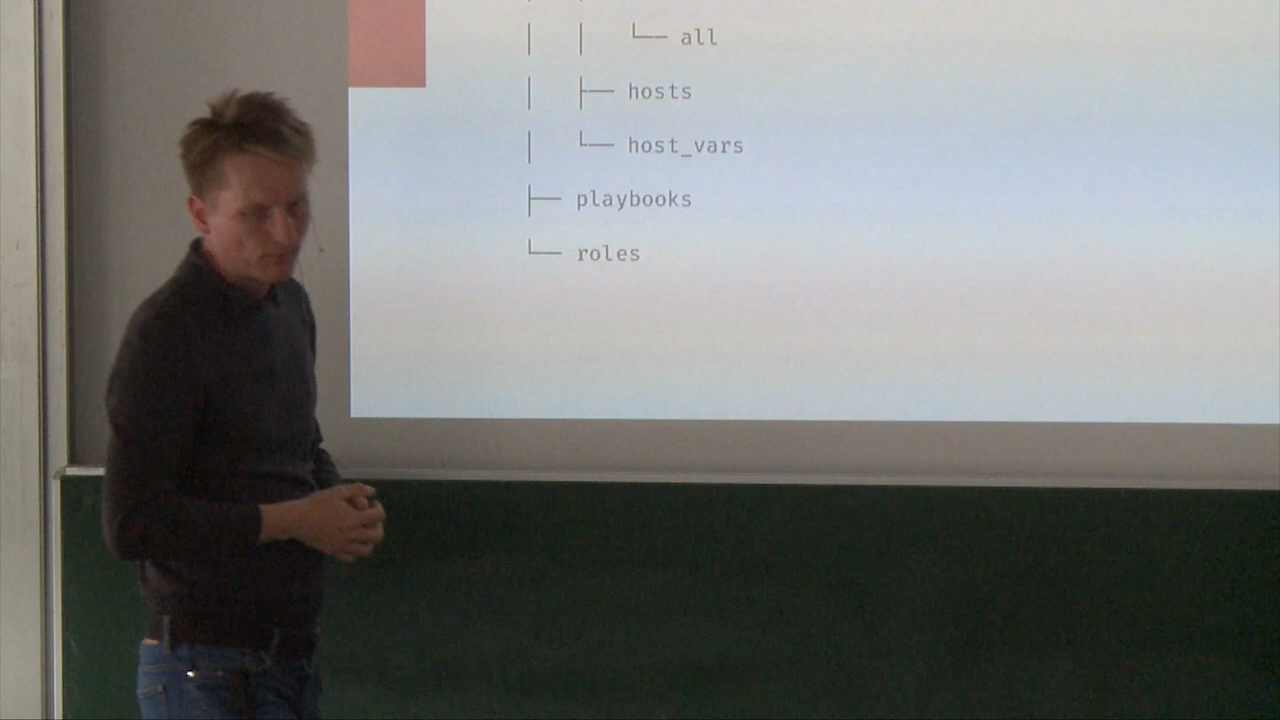 │   │   └── all
│   ├── hosts
│   └── host_vars
├── playbooks
└── roles